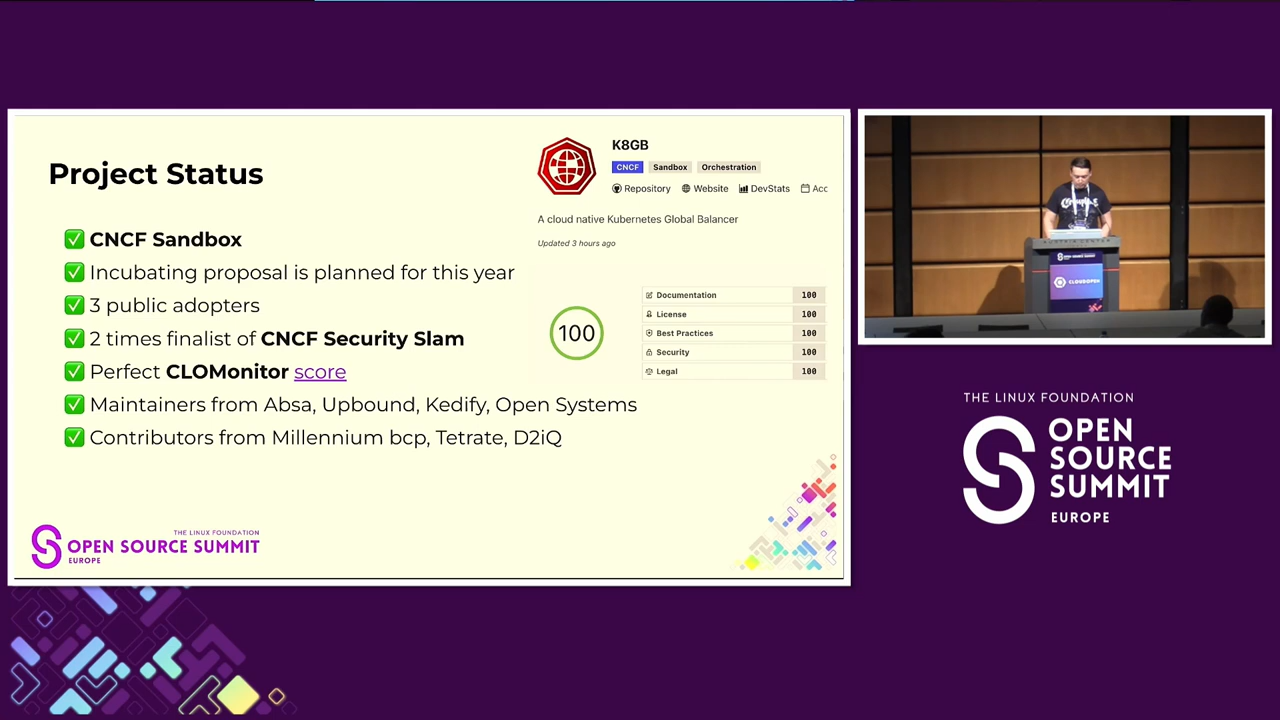 Project Status
✅ CNCF Sandbox
✅ Incubating proposal is planned for this year
✅ 3 public adopters
✅ 2 times finalist of CNCF Security Slam
✅ Perfect CLOMonitor score
✅ Maintainers from Absa, Upbound, Kedify, Open Systems
✅ Contributors from Millennium bcp, Tetrate, D2iQ
K8GB
CNCF Sandbox Orchestration
Repository Website DevStats Acc
A cloud native Kubernetes Global Balancer
Updated 3 hours ago
100
Documentation 100
License 100
Best Practices 100
Security 100
Legal 100
THE LINUX FOUNDATION
OPEN SOURCE SUMMIT
EUROPE
AUSTRIA CENTER
CLOUDOPEN
THE LINUX FOUNDATION
OPEN
SOURCE
SUMMIT
EUROPE